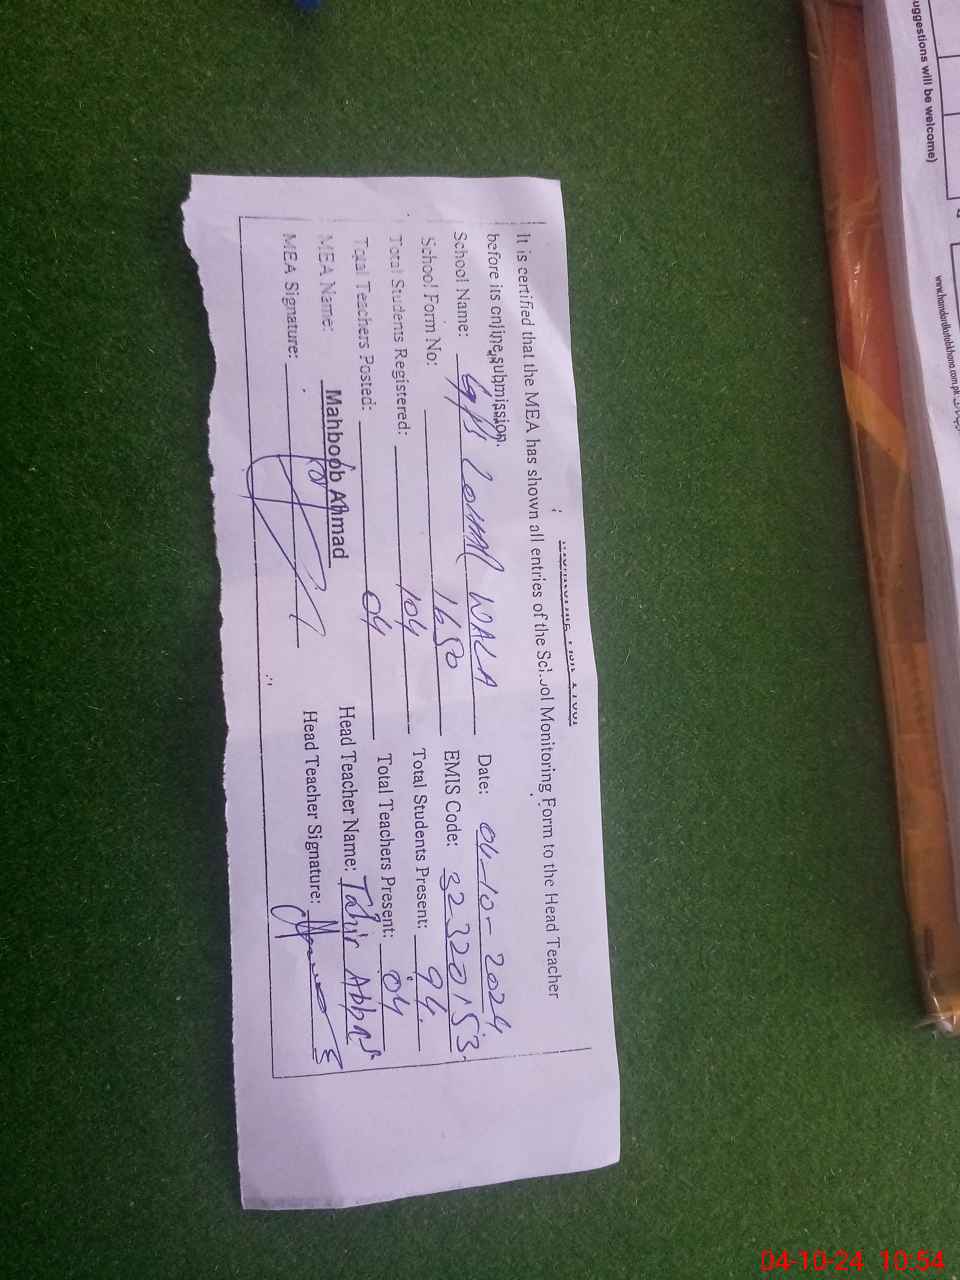 It is certified that the MEA has shown all entries of the School Monitoring Form to the Head Teacher
before its online submission.
School Name: G/PS LOHAL WALA Date: 04-10-2024
School Form No: 1650 EMIS Code: 32320153
Total Students Registered: 104 Total Students Present: 94
Total Teachers Posted: 04 Total Teachers Present: 04
MEA Name: Mahboob Ahmad Head Teacher Name: Tahir Abbas
MEA Signature: Head Teacher Signature:
uggestions will be welcome)
04-10-24 10:54